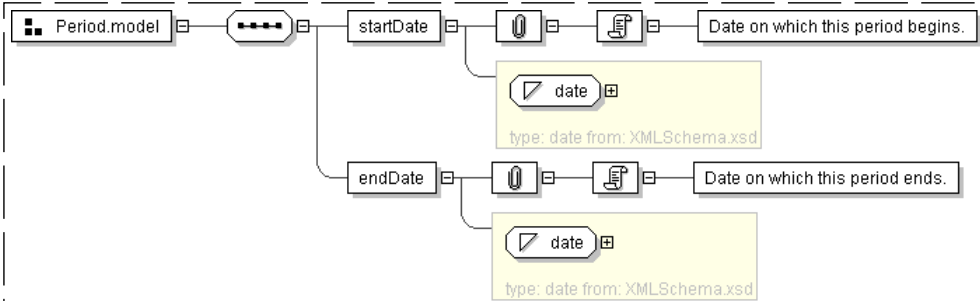 Period.model
startDate
Date on which this period begins.
date
type: date from: XMLSchema.xsd
endDate
Date on which this period ends.
date
type: date from: XMLSchema.xsd